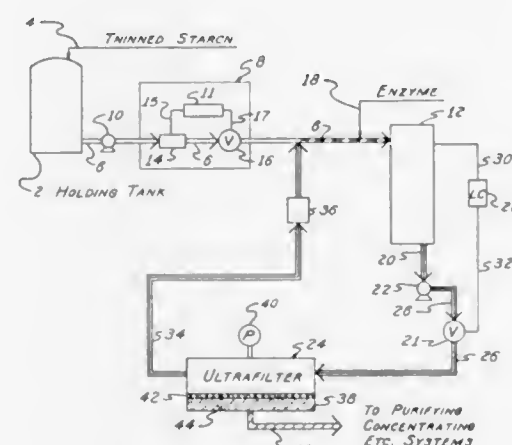 4
THINNED STARCH
8
18
ENZYME
11
12
15
17
10
6
30
V
LC
6
14
6
16
2 HOLDING TANK
36
20
32
22
28
40
P
V
34
24
21
26
ULTRAFILTER
42
38
44
TO PURIFYING
CONCENTRATING
ETC. SYSTEMS